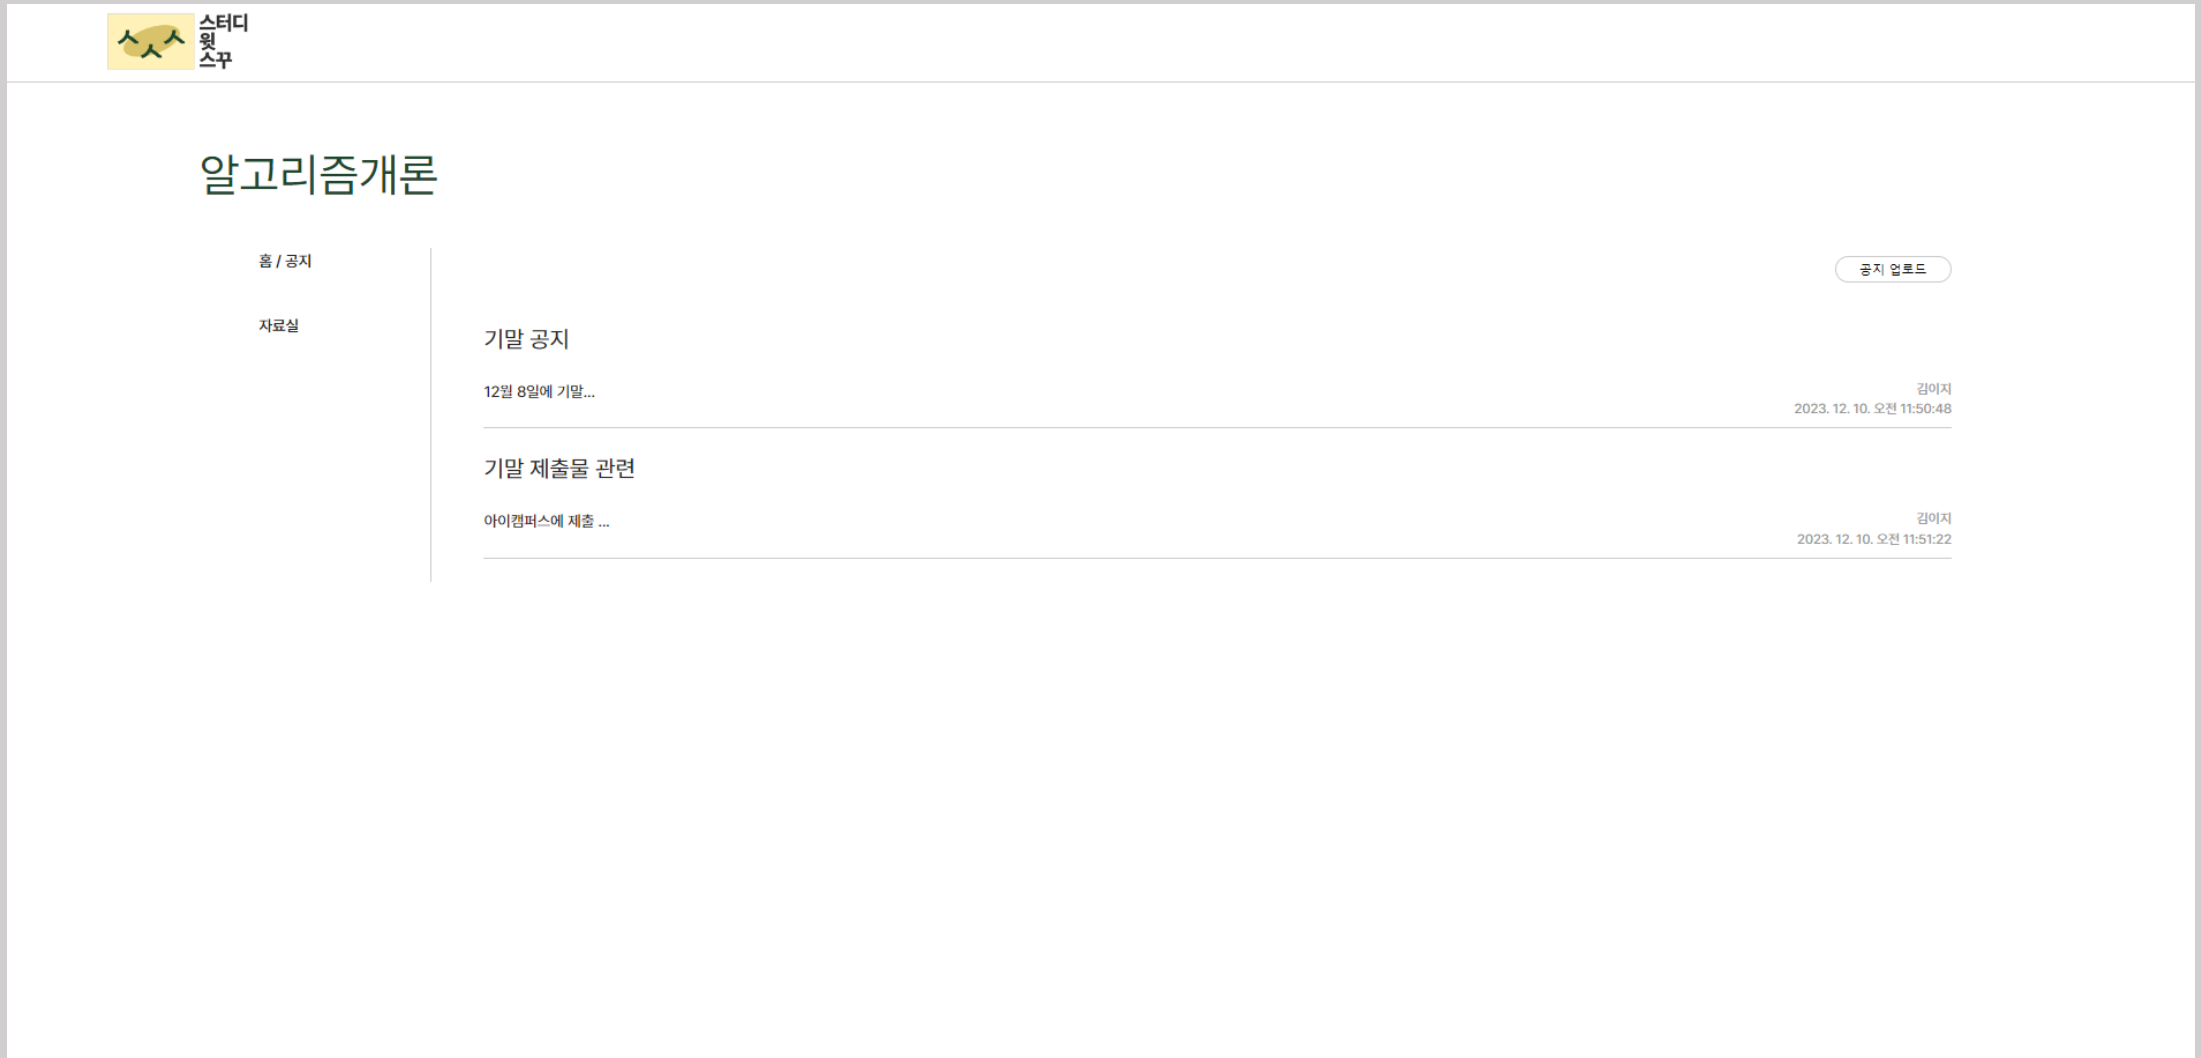 스터디
윗
스꾸
알고리즘개론
홈 / 공지
자료실
공지 업로드
기말 공지
12월 8일에 기말...
김이지
2023. 12. 10. 오전 11:50:48
기말 제출물 관련
아이캠퍼스에 제출 ...
김이지
2023. 12. 10. 오전 11:51:22